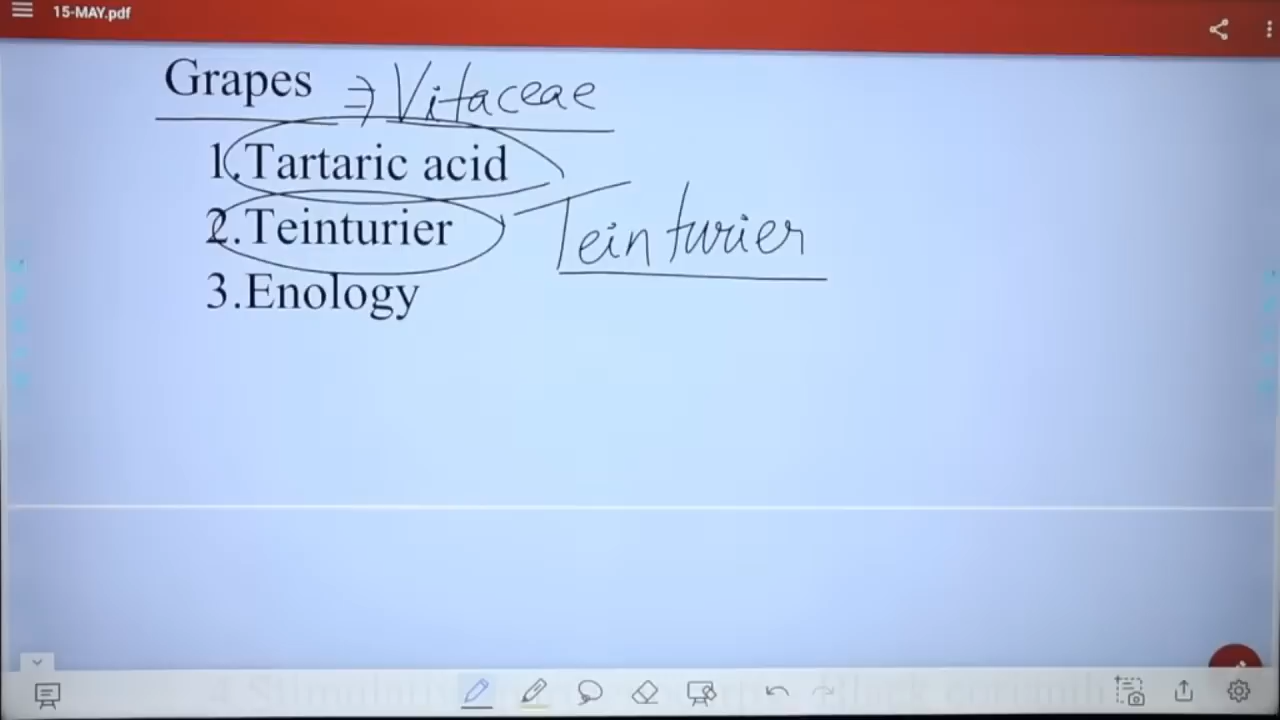 15-MAY.pdf
Grapes ⇒ Vitaceae
1.Tartaric acid
2.Teinturier Teinturier
3.Enology